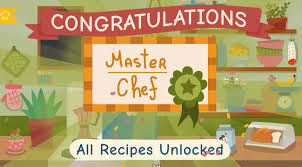 CONGRATULATIONS
Master
Chef
All Recipes Unlocked